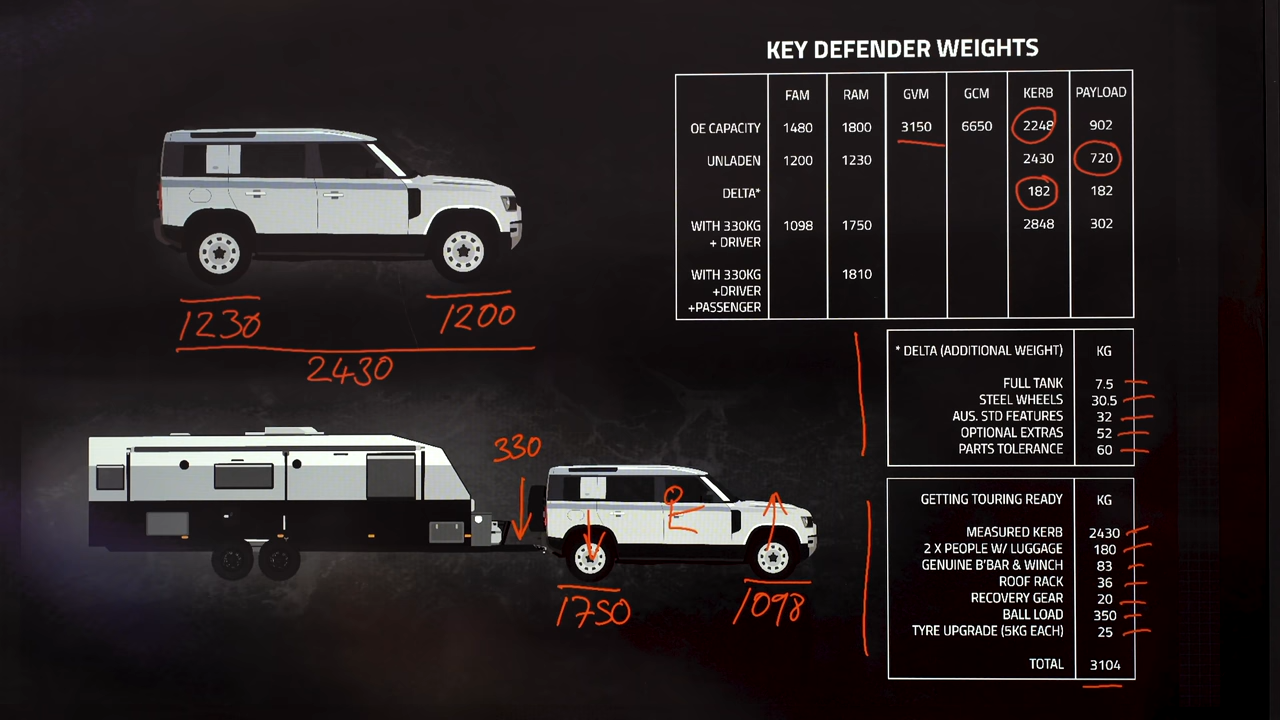 KEY DEFENDER WEIGHTS
FAM RAM GVM GCM KERB PAYLOAD
OE CAPACITY 1480 1800 3150 6650 2248 902
UNLADEN 1200 1230 2430 720
DELTA* 182 182
WITH 330KG 1098 1750 2848 302
+ DRIVER
WITH 330KG 1810
+DRIVER
+PASSENGER
1230 1200
2430
* DELTA (ADDITIONAL WEIGHT) KG
FULL TANK 7.5
STEEL WHEELS 30.5
AUS. STD FEATURES 32
OPTIONAL EXTRAS 52
PARTS TOLERANCE 60
330
1750 1098
GETTING TOURING READY KG
MEASURED KERB 2430
2 X PEOPLE W/ LUGGAGE 180
GENUINE B'BAR & WINCH 83
ROOF RACK 36
RECOVERY GEAR 20
BALL LOAD 350
TYRE UPGRADE (5KG EACH) 25
TOTAL 3104